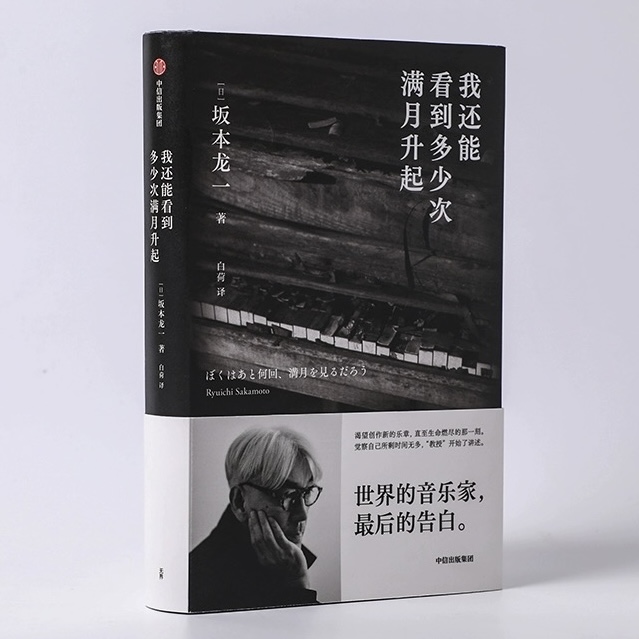 中信出版集团
我还能看到
多少次满月升起
[日]
坂本龙一
著
白荷 译
我还能
看到多少次
满月升起
[日]
坂本龙一
著
白荷 译
ぼくはあと何回、満月を見るだろう
Ryuichi Sakamoto
渴望创作新的乐章，直至生命燃尽的那一刻。
觉察自己所剩时间无多，“教授”开始了讲述。
世界的音乐家，
最后的告白。
中信出版集团